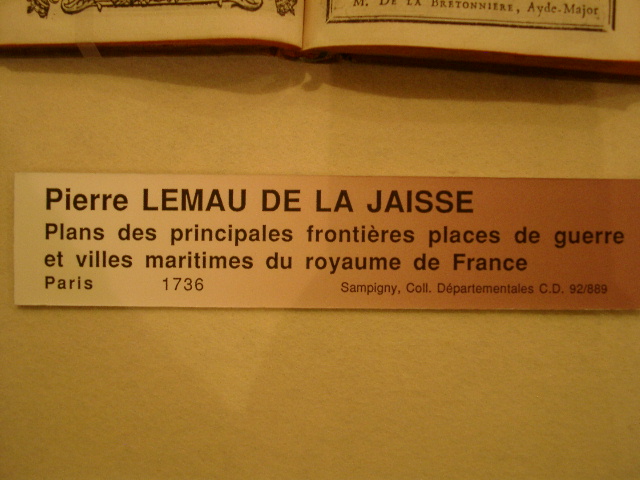 M. DE LA BRETONNIERE, Ayde-Major
Pierre LEMAU DE LA JAISSE
Plans des principales frontières places de guerre
et villes maritimes du royaume de France
Paris 1736 Sampigny, Coll. Départementales C.D. 92/889